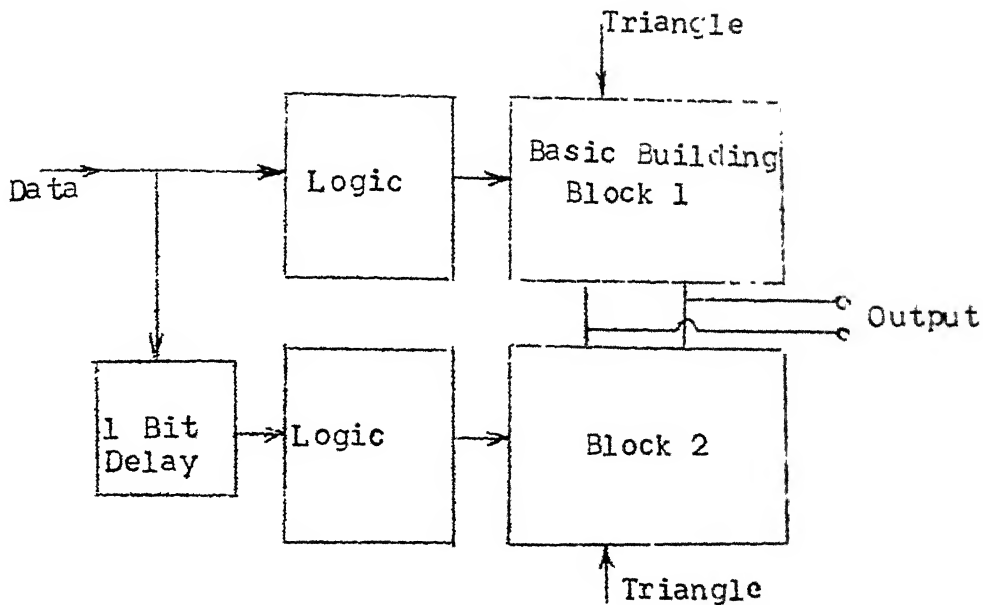 Triangle
Data
Logic
Basic Building
Block 1
Output
1 Bit
Delay
Logic
Block 2
Triangle